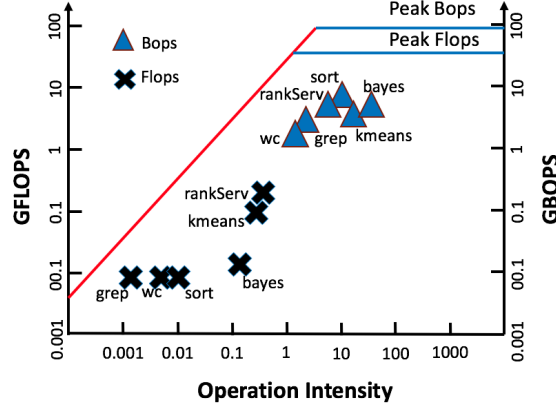 Peak Bops
Peak Flops
Bops
Flops
sort
bayes
rankServ
wc
grep
kmeans
rankServ
kmeans
bayes
grep
wc
sort
GFLOPS
100
10
1
0.1
00.1
0.001
GBOPS
100
10
1
0.1
00.1
0.001
0.001
0.01
0.1
1
10
100
1000
Operation Intensity